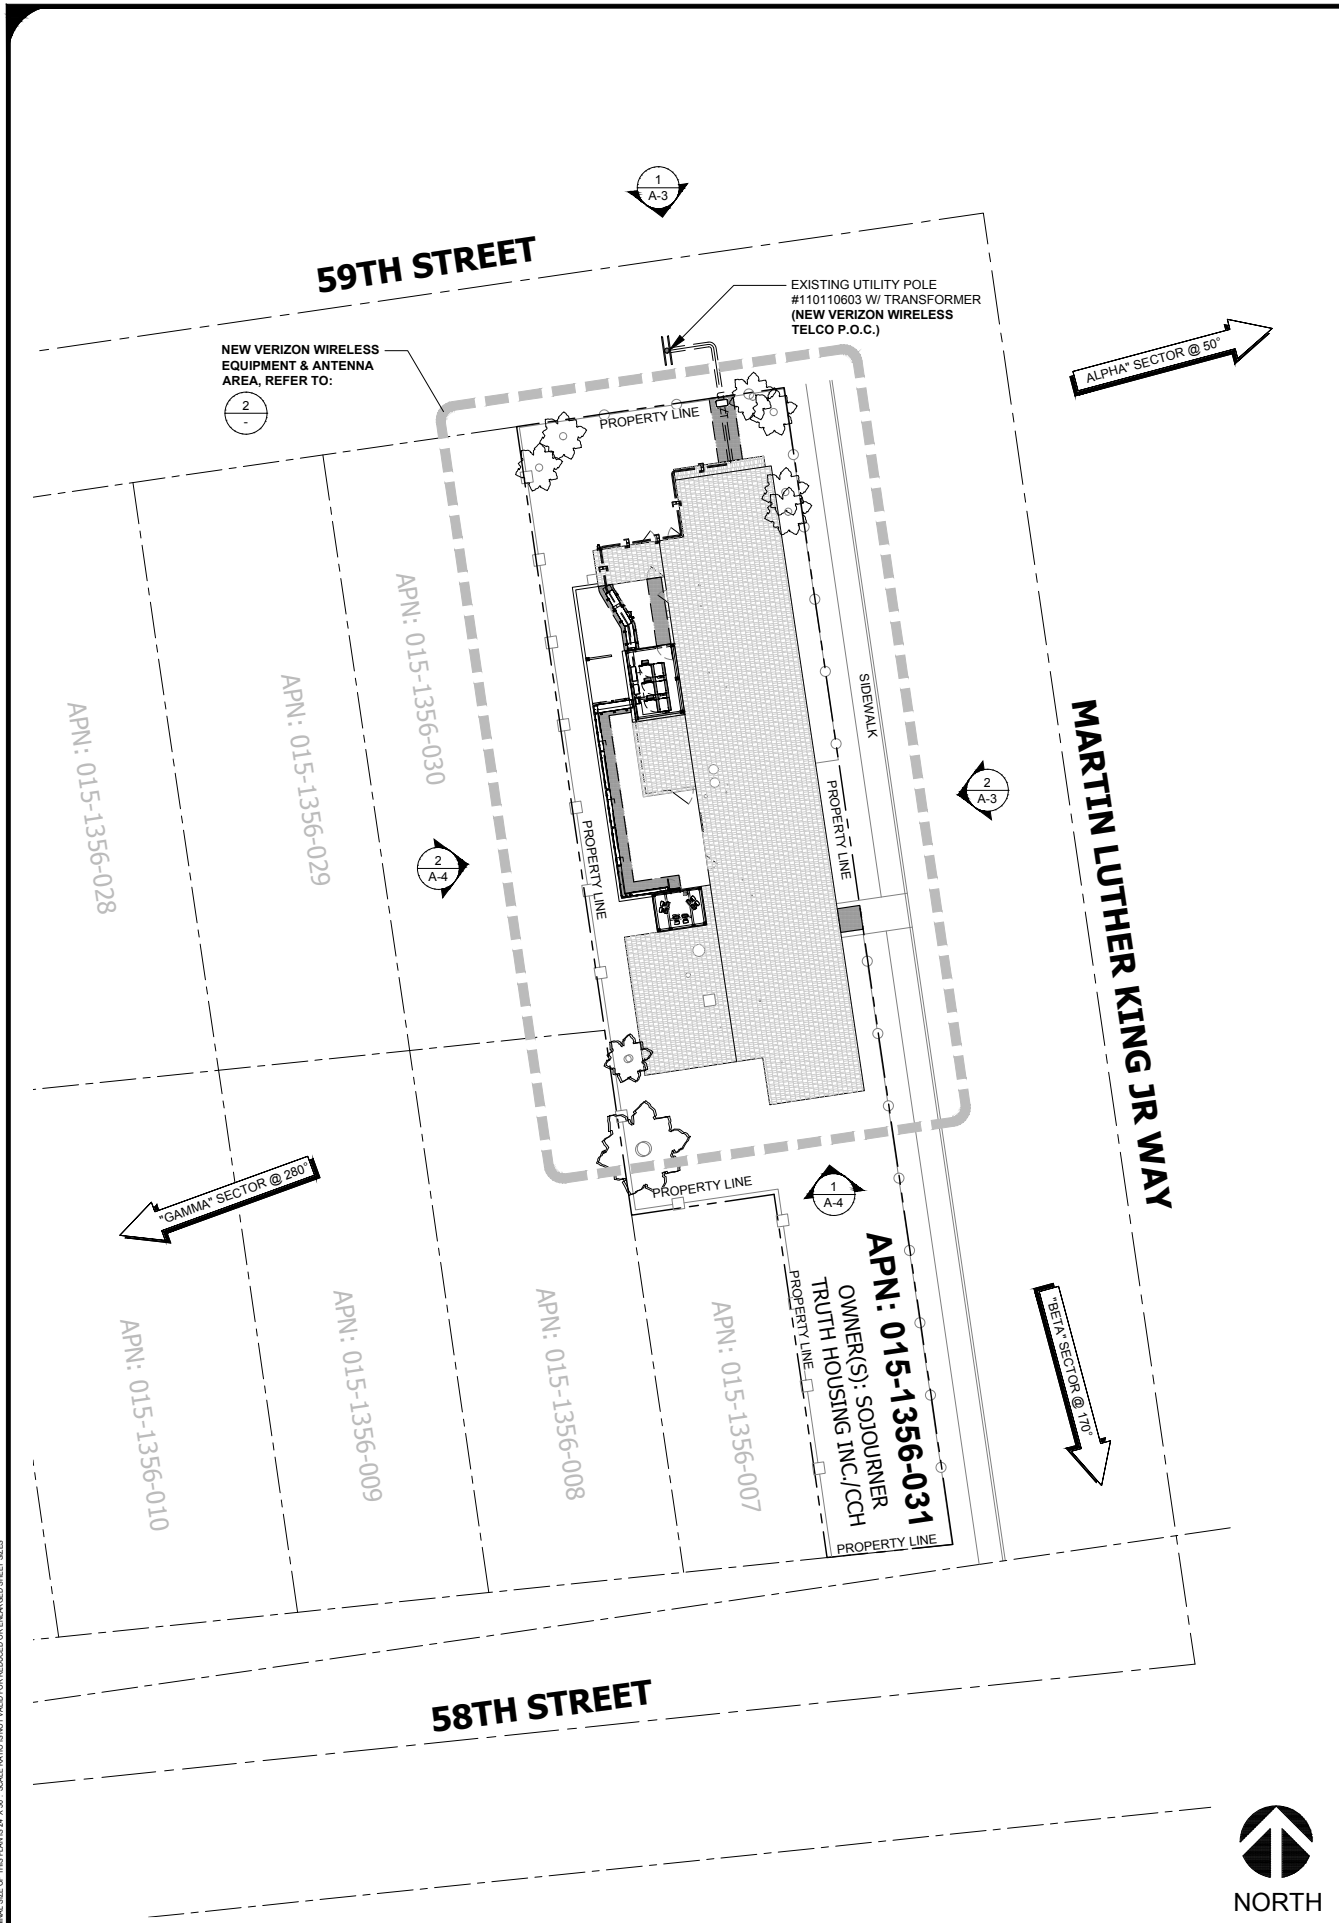 1
A-3
59TH STREET
EXISTING UTILITY POLE
#110110603 W/ TRANSFORMER
(NEW VERIZON WIRELESS
TELCO P.O.C.)
NEW VERIZON WIRELESS
EQUIPMENT & ANTENNA
AREA, REFER TO:
2
-
ALPHA" SECTOR @ 50°
PROPERTY LINE
APN: 015-1356-030
APN: 015-1356-029
APN: 015-1356-028
SIDEWALK
MARTIN LUTHER KING JR WAY
2
A-3
PROPERTY LINE
PROPERTY LINE
2
A-4
"GAMMA" SECTOR @ 280°
PROPERTY LINE
1
A-4
APN: 015-1356-031
OWNER(S): SOJOURNER
TRUTH HOUSING INC./CCH
PROPERTY LINE
"BETA" SECTOR @ 170°
APN: 015-1356-007
APN: 015-1356-008
APN: 015-1356-009
APN: 015-1356-010
PROPERTY LINE
58TH STREET
NORTH